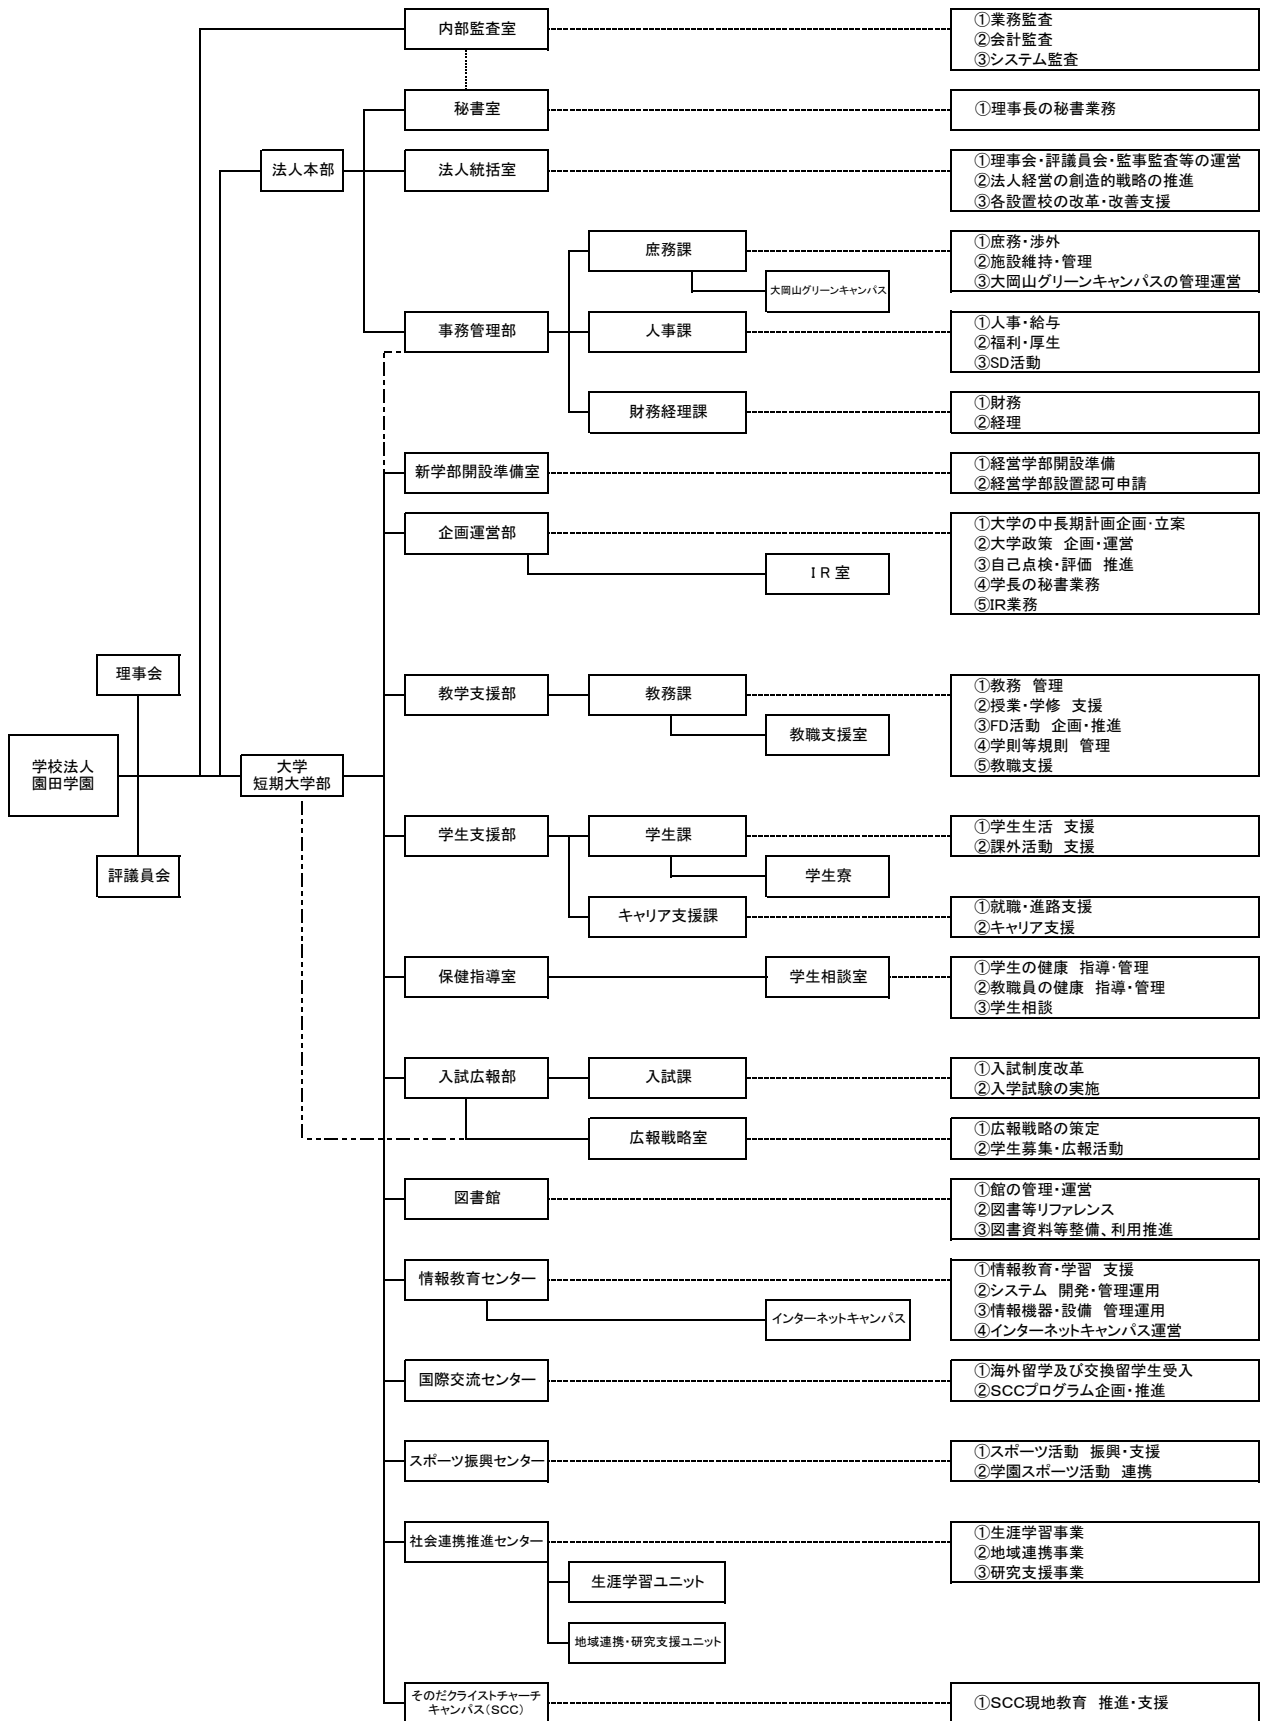 内部監査室
①業務監査
②会計監査
③システム監査
秘書室
①理事長の秘書業務
法人本部
法人統括室
①理事会・評議員会・監事監査等の運営
②法人経営の創造的戦略の推進
③各設置校の改革・改善支援
庶務課
大岡山グリーンキャンパス
①庶務・渉外
②施設維持・管理
③大岡山グリーンキャンパスの管理運営
事務管理部
人事課
①人事・給与
②福利・厚生
③SD活動
財務経理課
①財務
②経理
新学部開設準備室
①経営学部開設準備
②経営学部設置認可申請
企画運営部
IR室
①大学の中長期計画企画・立案
②大学政策 企画・運営
③自己点検・評価 推進
④学長の秘書業務
⑤IR業務
理事会
学校法人
園田学園
評議員会
大学
短期大学部
教学支援部
教務課
教職支援室
①教務 管理
②授業・学修 支援
③FD活動 企画・推進
④学則等規則 管理
⑤教職支援
学生支援部
学生課
学生寮
①学生生活 支援
②課外活動 支援
キャリア支援課
①就職・進路支援
②キャリア支援
保健指導室
学生相談室
①学生の健康 指導・管理
②教職員の健康 指導・管理
③学生相談
入試広報部
入試課
①入試制度改革
②入学試験の実施
広報戦略室
①広報戦略の策定
②学生募集・広報活動
図書館
①館の管理・運営
②図書等リファレンス
③図書資料等整備、利用推進
情報教育センター
インターネットキャンパス
①情報教育・学習 支援
②システム 開発・管理運用
③情報機器・設備 管理運用
④インターネットキャンパス運営
国際交流センター
①海外留学及び交換留学生受入
②SCCプログラム企画・推進
スポーツ振興センター
①スポーツ活動 振興・支援
②学園スポーツ活動 連携
社会連携推進センター
生涯学習ユニット
地域連携・研究支援ユニット
①生涯学習事業
②地域連携事業
③研究支援事業
そのだクライストチャーチ
キャンパス(SCC)
①SCC現地教育 推進・支援